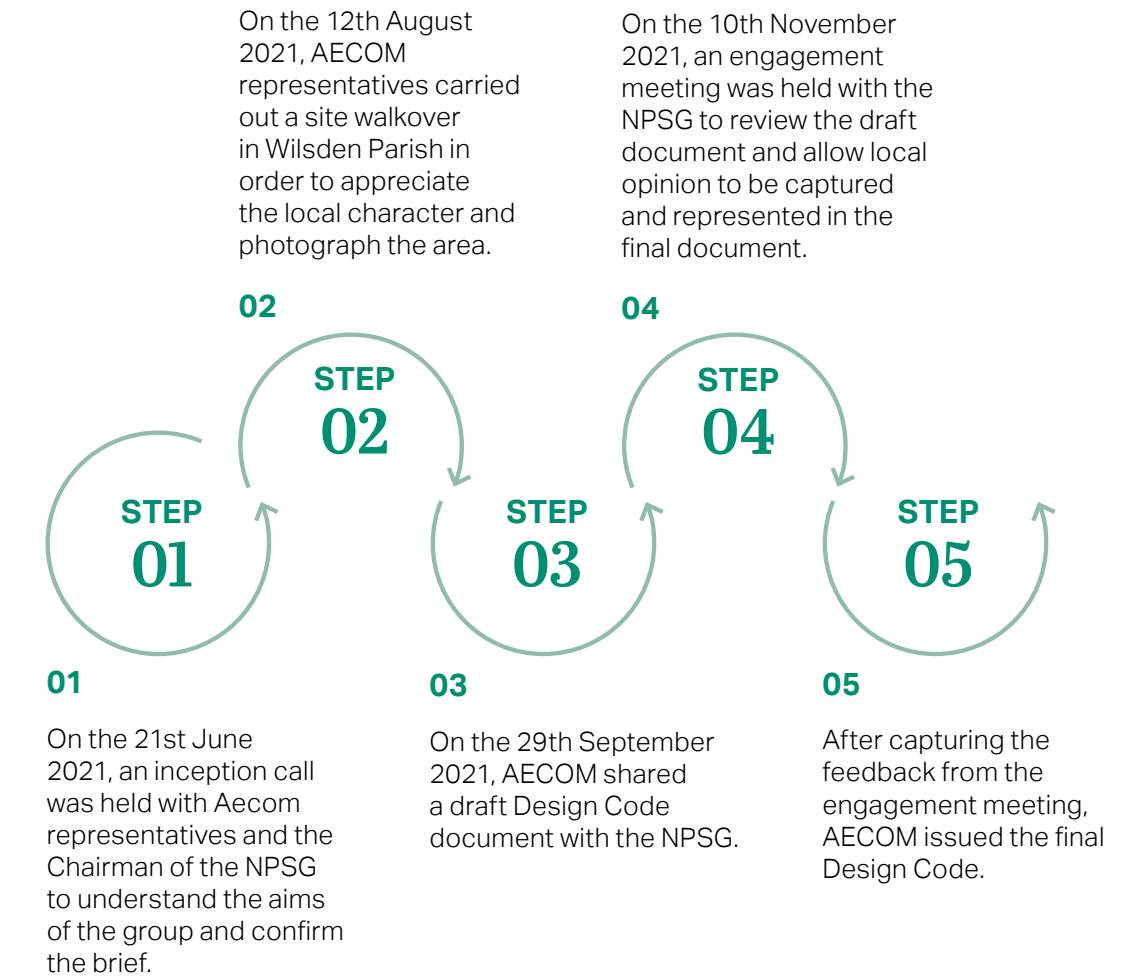 On the 12th August
2021, AECOM
representatives carried
out a site walkover
in Wilsden Parish in
order to appreciate
the local character and
photograph the area.
On the 10th November
2021, an engagement
meeting was held with the
NPSG to review the draft
document and allow local
opinion to be captured
and represented in the
final document.
02
04
STEP
02
STEP
04
STEP
01
STEP
03
STEP
05
01
On the 21st June
2021, an inception call
was held with Aecom
representatives and the
Chairman of the NPSG
to understand the aims
of the group and confirm
the brief.
03
On the 29th September
2021, AECOM shared
a draft Design Code
document with the NPSG.
05
After capturing the
feedback from the
engagement meeting,
AECOM issued the final
Design Code.